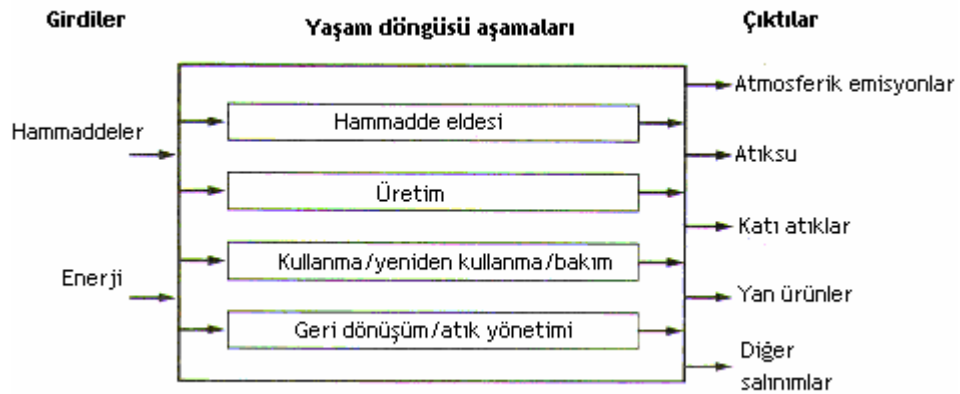 Girdiler
Yaşam döngüsü aşamaları
Çıktılar
Hammaddeler
Enerji
Hammadde eldesi
Üretim
Kullanma/yeniden kullanma/bakım
Geri dönüşüm/atık yönetimi
Atmosferik emisyonlar
Atıksu
Katı atıklar
Yan ürünler
Diğer
salınımlar